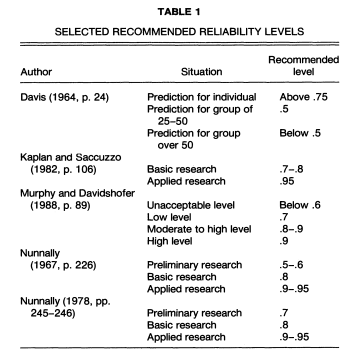 TABLE 1
SELECTED RECOMMENDED RELIABILITY LEVELS
Author Situation Recommended level
Davis (1964, p. 24) Prediction for individual Above .75
Prediction for group of .5
25–50
Prediction for group Below .5
over 50
Kaplan and Saccuzzo
(1982, p. 106) Basic research .7–.8
Applied research .95
Murphy and Davidshofer
(1988, p. 89) Unacceptable level Below .6
Low level .7
Moderate to high level .8–.9
High level .9
Nunnally
(1967, p. 226) Preliminary research .5–.6
Basic research .8
Applied research .9–.95
Nunnally (1978, pp.
245–246) Preliminary research .7
Basic research .8
Applied research .9–.95